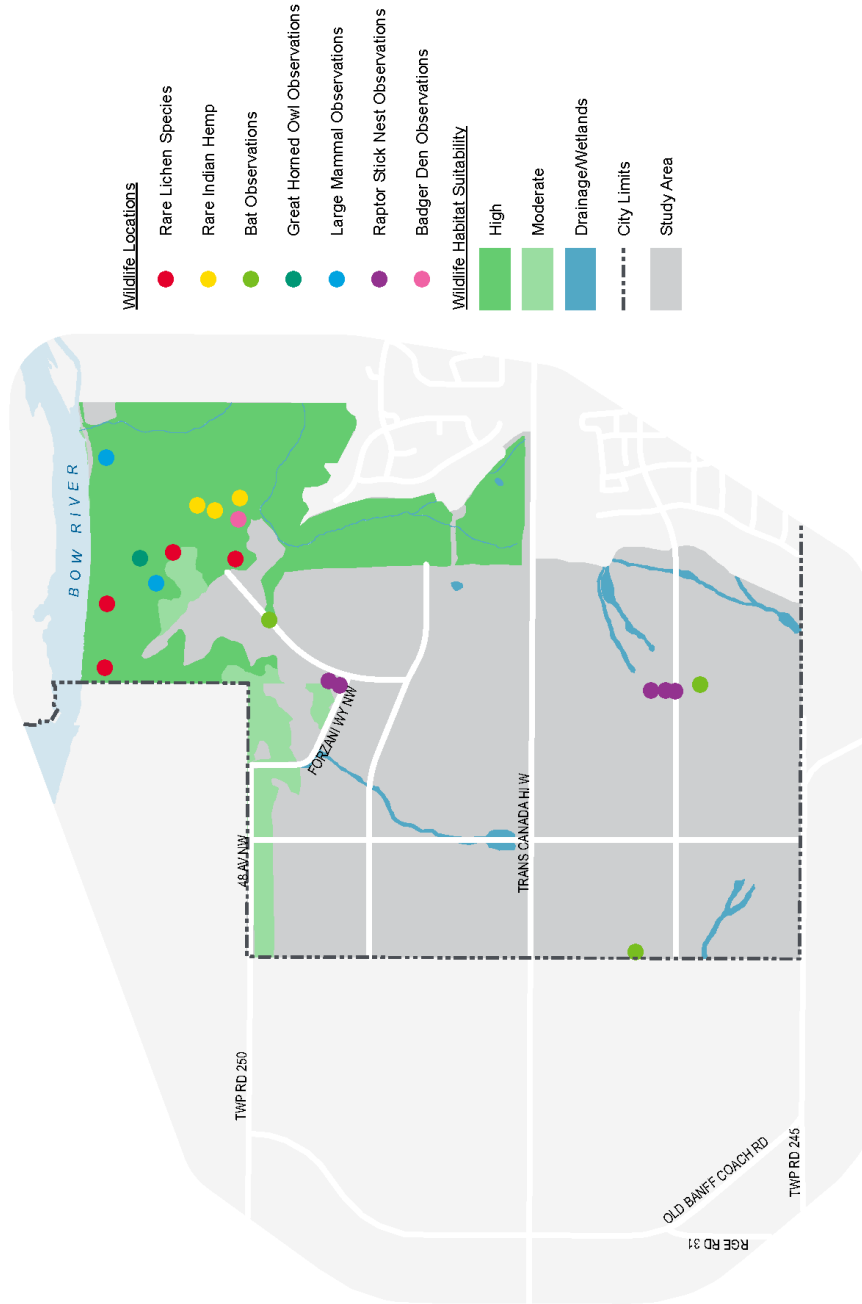 BOW RIVER
48 AV NW
FORZANI WY NW
TRANS CANADA HI W
TWP RD 250
OLD BANFF COACH RD
TWP RD 245
RGE RD 31
Wildlife Locations
Rare Lichen Species
Rare Indian Hemp
Bat Observations
Great Horned Owl Observations
Large Mammal Observations
Raptor Stick Nest Observations
Badger Den Observations
Wildlife Habitat Suitability
High
Moderate
Drainage/Wetlands
City Limits
Study Area